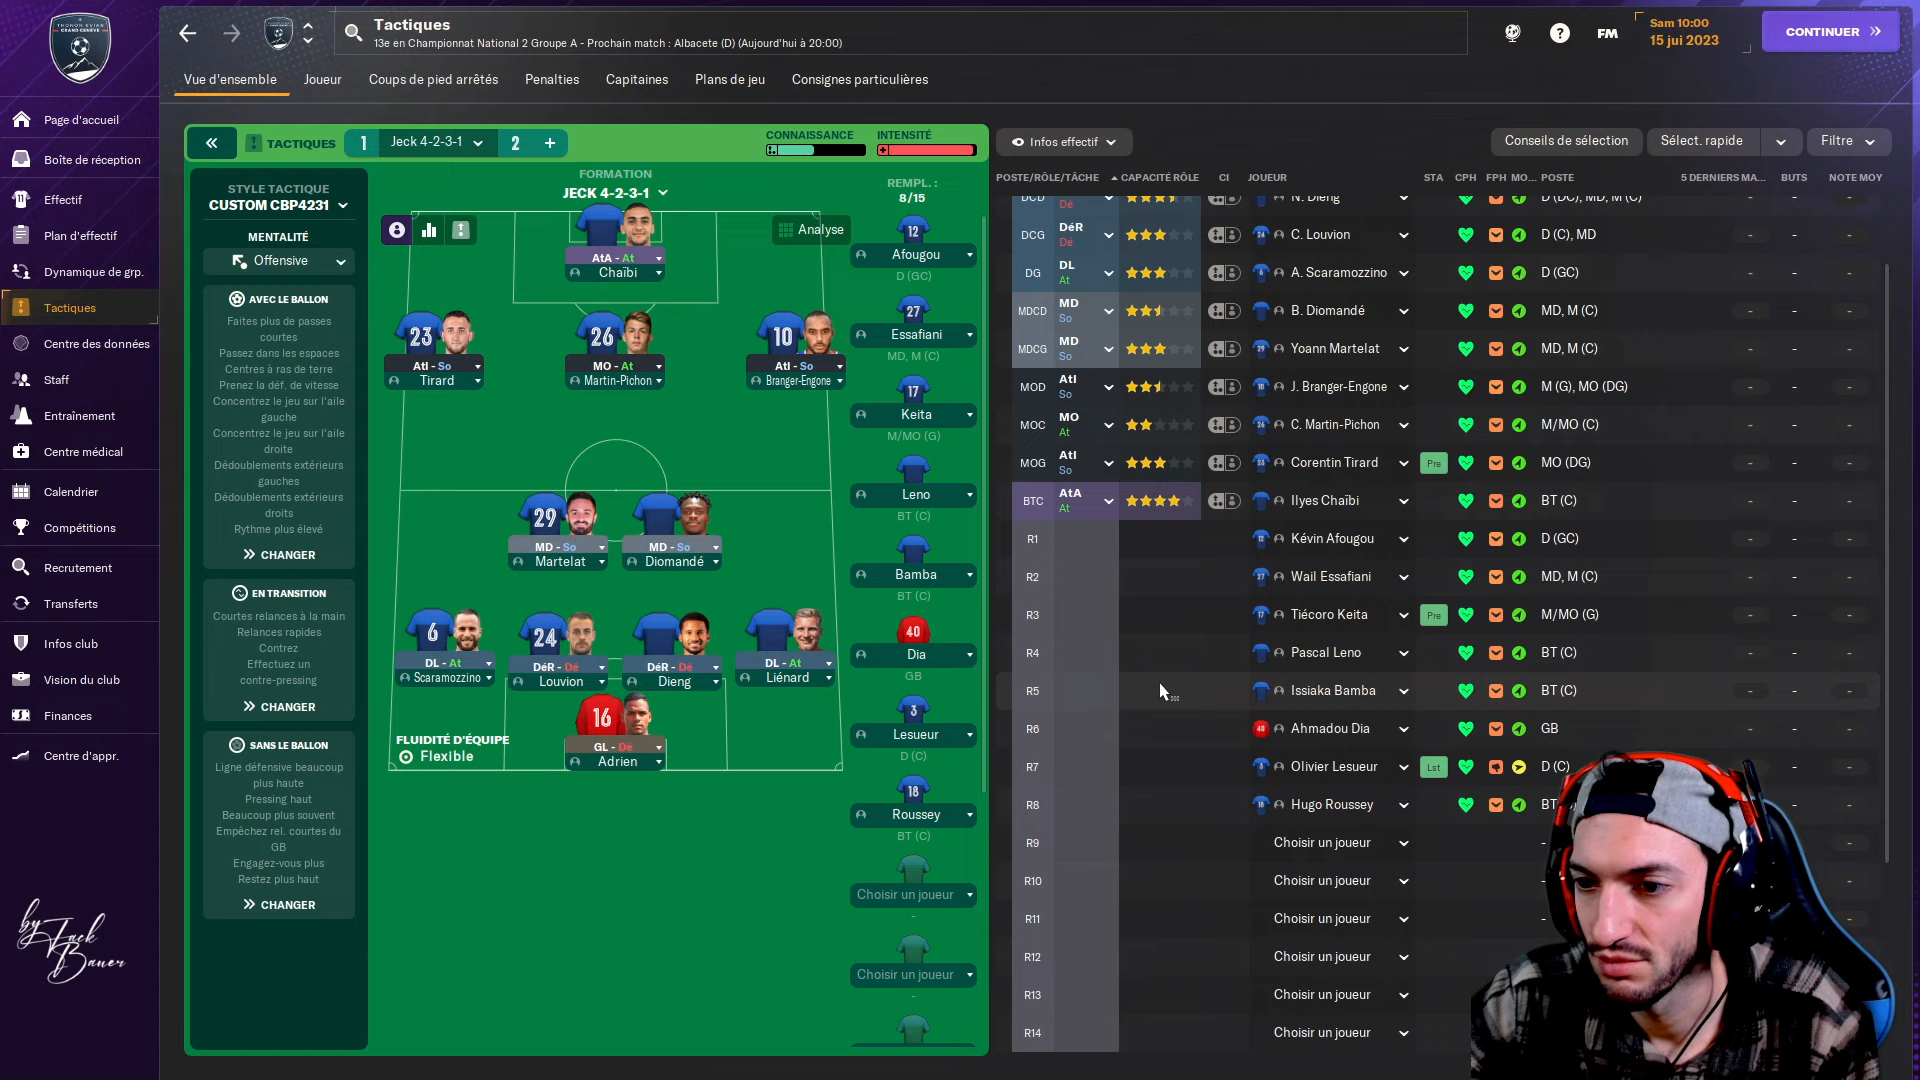 THONON EVIAN
GRAND GENÈVE
Tactiques
13e en Championnat National 2 Groupe A - Prochain match : Albacete (D) (Aujourd'hui à 20:00)
FM
Sam 10:00
15 jui 2023
CONTINUER
Vue d'ensemble
Joueur
Coups de pied arrêtés
Penalties
Capitaines
Plans de jeu
Consignes particulières
Page d'accueil
Boîte de réception
Effectif
Plan d'effectif
Dynamique de grp.
Tactiques
Centre des données
Staff
Entraînement
Centre médical
Calendrier
Compétitions
Recrutement
Transferts
Infos club
Vision du club
Finances
Centre d'appr.
by Jack Bauer
TACTIQUES
1
Jeck 4-2-3-1
2
CONNAISSANCE
INTENSITÉ
STYLE TACTIQUE
CUSTOM CBP4231
MENTALITÉ
Offensive
AVEC LE BALLON
Faites plus de passes
courtes
Passez dans les espaces
Centres à ras de terre
Prenez la déf. de vitesse
Concentrez le jeu sur l'aile
gauche
Concentrez le jeu sur l'aile
droite
Dédoublements extérieurs
gauches
Dédoublements extérieurs
droits
Rythme plus élevé
CHANGER
EN TRANSITION
Courtes relances à la main
Relances rapides
Contrez
Effectuez un
contre-pressing
CHANGER
SANS LE BALLON
Ligne défensive beaucoup
plus haute
Pressing haut
Beaucoup plus souvent
Empêchez rel. courtes du
GB
Engagez-vous plus
Restez plus haut
CHANGER
FORMATION
JECK 4-2-3-1
Analyse
AtA - At
Chaïbi
23
AtI - So
Tirard
26
MO - At
Martin-Pichon
10
AtI - So
Branger-Engone
29
MD - So
Martelat
MD - So
Diomandé
6
DL - At
Scaramozzino
24
DéR - Dé
Louvion
DéR - Dé
Dieng
DL - At
Liénard
16
GL - Dé
Adrien
FLUIDITÉ D'ÉQUIPE
Flexible
REMPL. :
8/15
12
Afougou
D (GC)
27
Essafiani
MD, M (C)
17
Keita
M/MO (G)
Leno
BT (C)
Bamba
BT (C)
40
Dia
GB
3
Lesueur
D (C)
18
Roussey
BT (C)
Choisir un joueur
-
Choisir un joueur
-
Infos effectif
Conseils de sélection
Sélect. rapide
Filtre
POSTE/RÔLE/TÂCHE
CAPACITÉ RÔLE
CI
JOUEUR
STA
CPH
FPH
MO...
POSTE
5 DERNIERS MA...
BUTS
NOTE MOY
DCD Dé N. Dieng D (DC), MD, M (C)
DCG DéR Dé C. Louvion D (C), MD - - -
DG DL At A. Scaramozzino D (GC) - - -
MDCD MD So B. Diomandé MD, M (C) - - -
MDCG MD So Yoann Martelat MD, M (C) - - -
MOD AtI So J. Branger-Engone M (G), MO (DG) - - -
MOC MO At C. Martin-Pichon M/MO (C) - - -
MOG AtI So Corentin Tirard Pre MO (DG) - - -
BTC AtA At Ilyes Chaïbi BT (C) - - -
R1 Kévin Afougou D (GC) - - -
R2 Wail Essafiani MD, M (C) - - -
R3 Tiécoro Keita Pre M/MO (G) - - -
R4 Pascal Leno BT (C) - - -
R5 Issiaka Bamba BT (C) - - -
R6 Ahmadou Dia GB - - -
R7 Olivier Lesueur Lst D (C) - - -
R8 Hugo Roussey BT - - -
R9 Choisir un joueur -
R10 Choisir un joueur -
R11 Choisir un joueur -
R12 Choisir un joueur
R13 Choisir un joueur
R14 Choisir un joueur